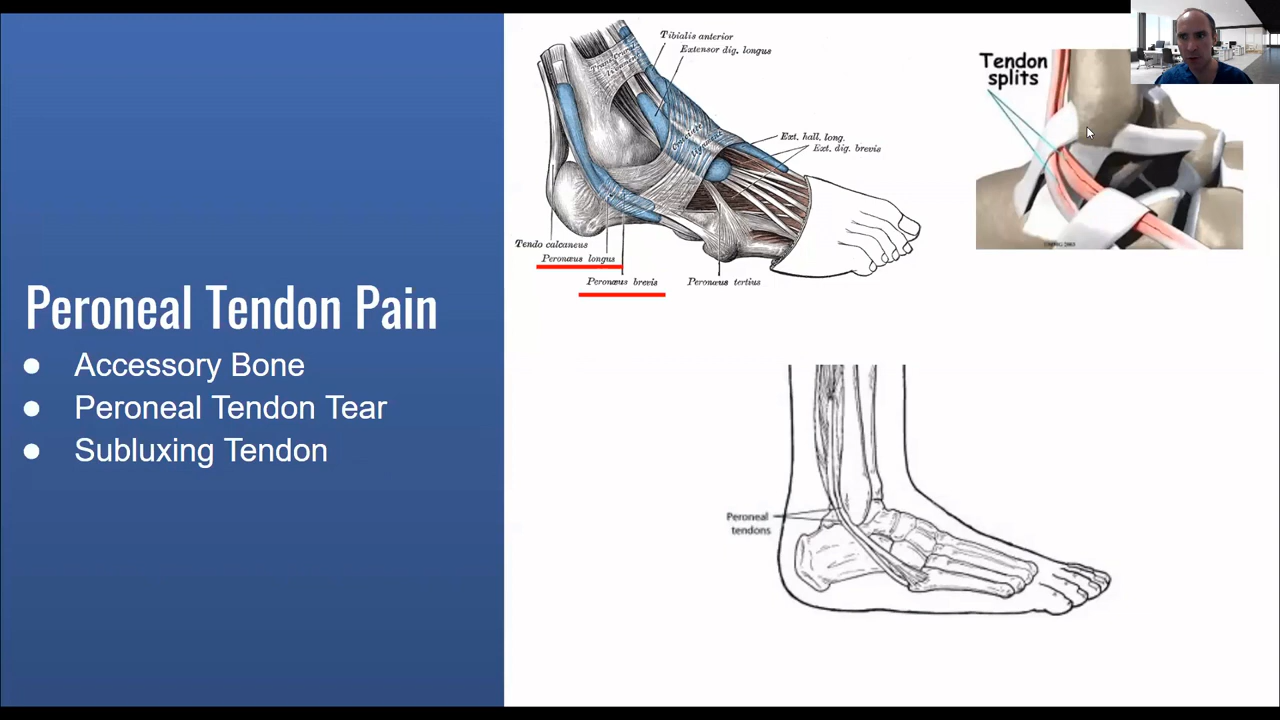 Peroneal Tendon Pain
● Accessory Bone
● Peroneal Tendon Tear
● Subluxing Tendon
Tibialis anterior
Extensor dig. longus
Ext. hall. long.
Ext. dig. brevis
Tendo calcaneus
Peronæus longus
Peronæus brevis
Peronæus tertius
Tendon
splits
Peroneal
tendons